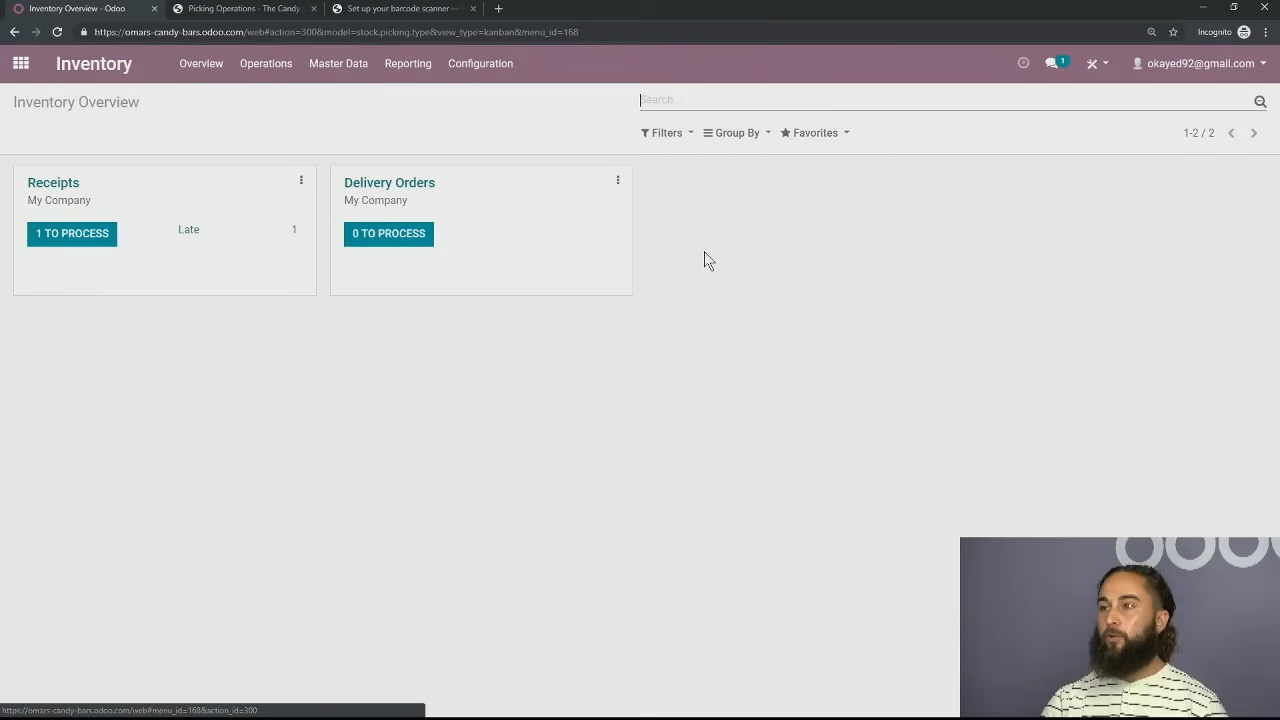 Inventory Overview - Odoo
Picking Operations - The Candy
Set up your barcode scanner —
https://omars-candy-bars.odoo.com/web#action=300&model=stock.picking.type&view_type=kanban&menu_id=168
Incognito
Inventory
Overview
Operations
Master Data
Reporting
Configuration
1
okayed92@gmail.com
Inventory Overview
Search...
Filters
Group By
Favorites
1-2 / 2
Receipts
My Company
1 TO PROCESS
Late
1
Delivery Orders
My Company
0 TO PROCESS
odoo
https://omars-candy-bars.odoo.com/web#menu_id=168&action_id=300